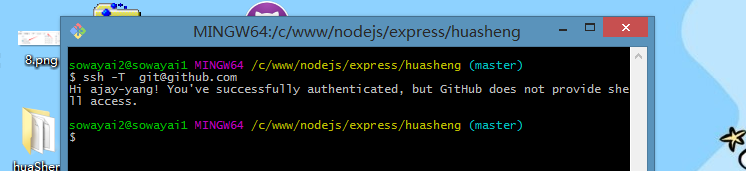 MINGW64:/c/www/nodejs/express/huasheng
8.png
sowayai2@sowayai1 MINGW64 /c/www/nodejs/express/huasheng (master)
$ ssh -T  git@github.com
Hi ajay-yang! You've successfully authenticated, but GitHub does not provide she
ll access.
sowayai2@sowayai1 MINGW64 /c/www/nodejs/express/huasheng (master)
$